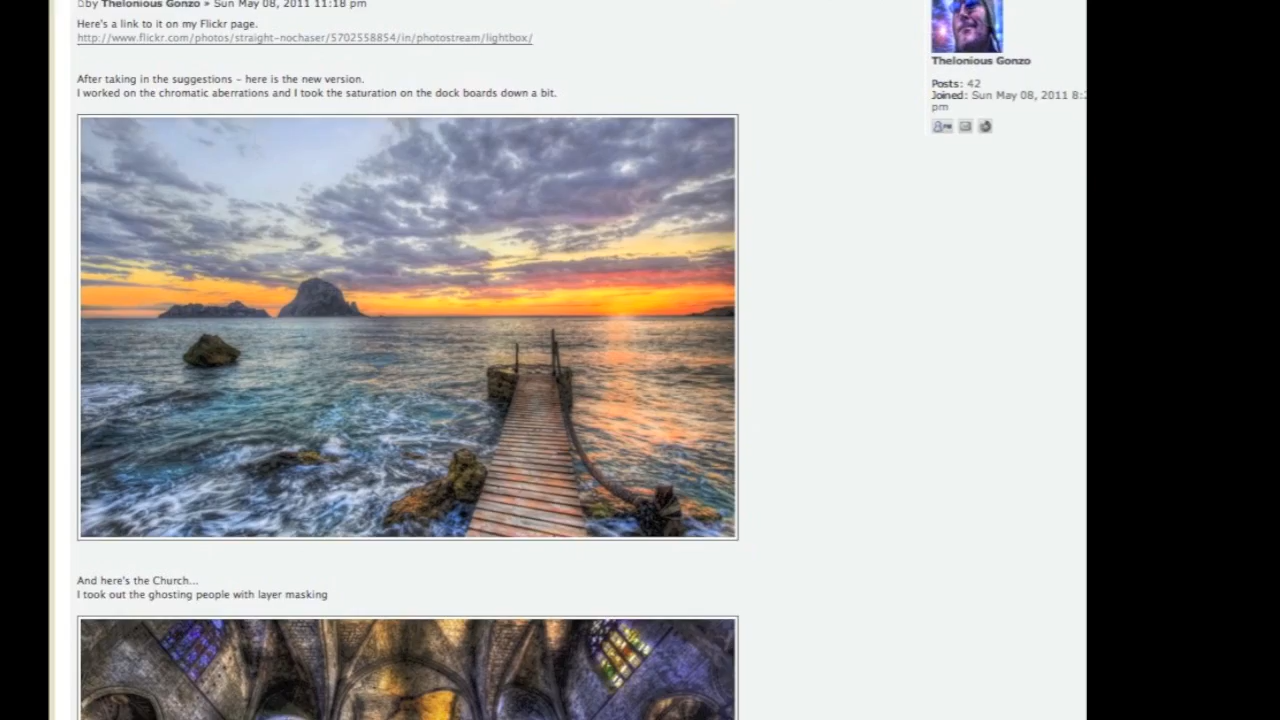 by Thelonious Gonzo » Sun May 08, 2011 11:18 pm
Here's a link to it on my Flickr page.
http://www.flickr.com/photos/straight-nochaser/5702558854/in/photostream/lightbox/
After taking in the suggestions - here is the new version.
I worked on the chromatic aberrations and I took the saturation on the dock boards down a bit.
And here's the Church...
I took out the ghosting people with layer masking
Thelonious Gonzo
Posts: 42
Joined: Sun May 08, 2011 8:
pm